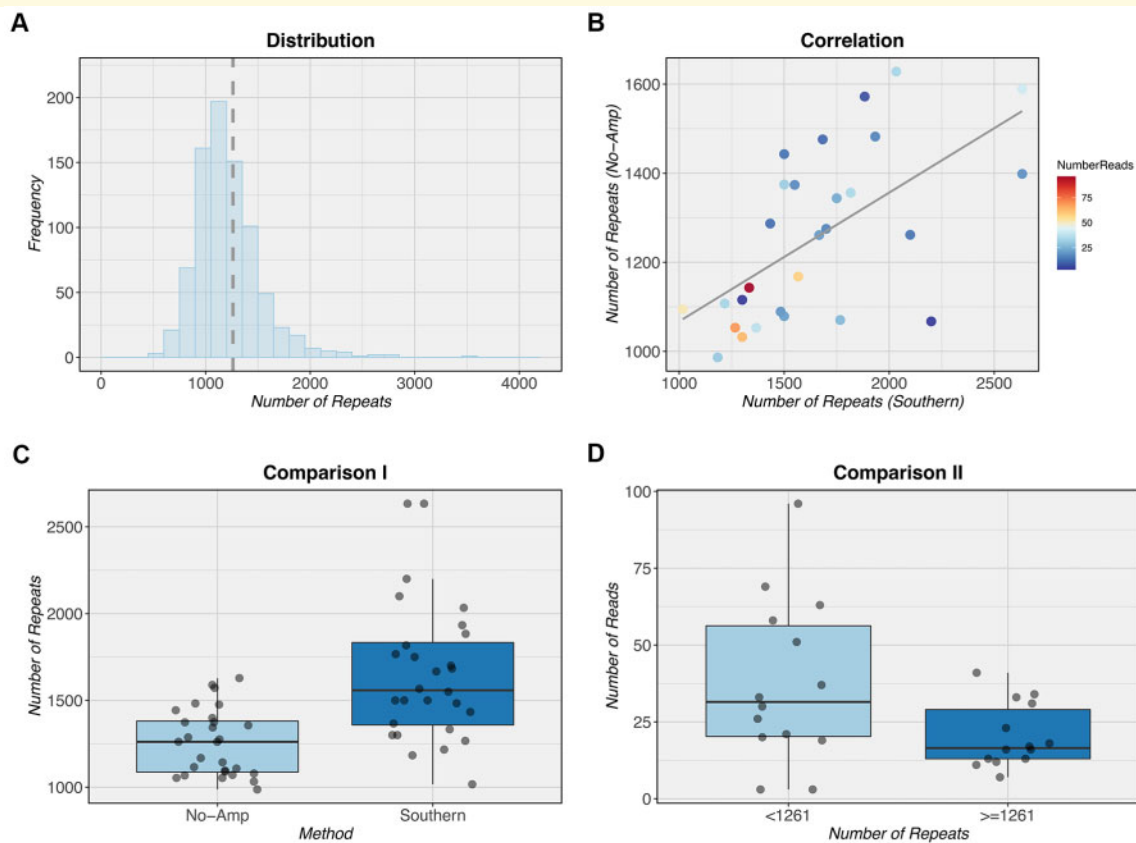 A
Distribution
Frequency
200
150
100
50
0
0 1000 2000 3000 4000
Number of Repeats
B
Correlation
Number of Repeats (No-Amp)
1600
1400
1200
1000
1000 1500 2000 2500
Number of Repeats (Southern)
NumberReads
75
50
25
C
Comparison I
Number of Repeats
2500
2000
1500
1000
No-Amp Southern
Method
D
Comparison II
Number of Reads
100
75
50
25
0
<1261 >=1261
Number of Repeats